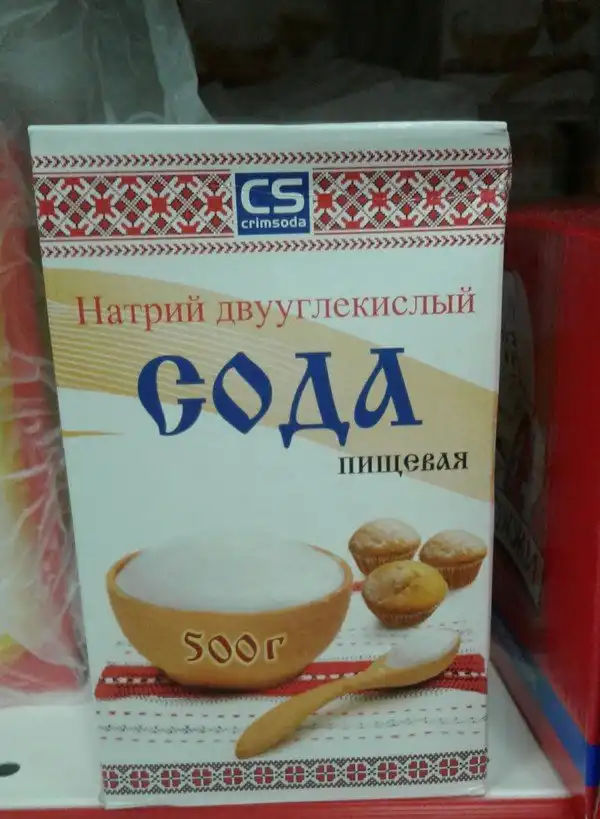 CS
crimsoda
Натрий двууглекислый
СОДА
пищевая
500г